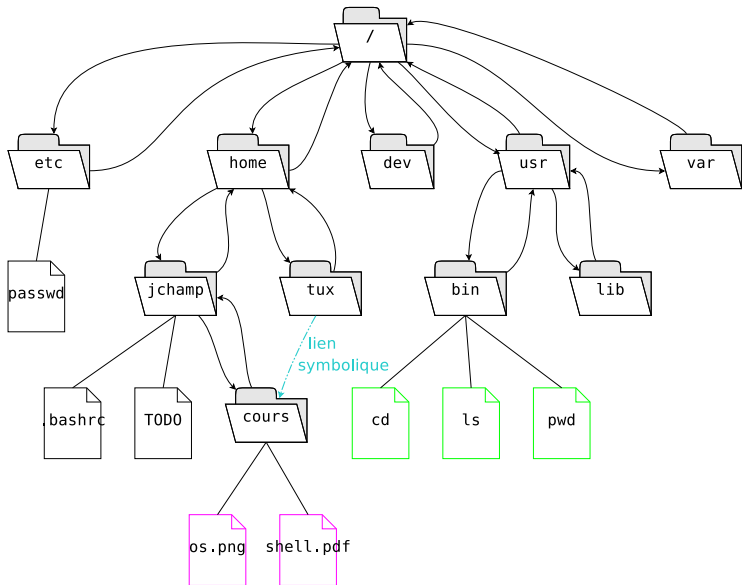 /
etc
home
dev
usr
var
passwd
jchamp
tux
bin
lib
lien
symbolique
.bashrc
TODO
cours
cd
ls
pwd
os.png
shell.pdf